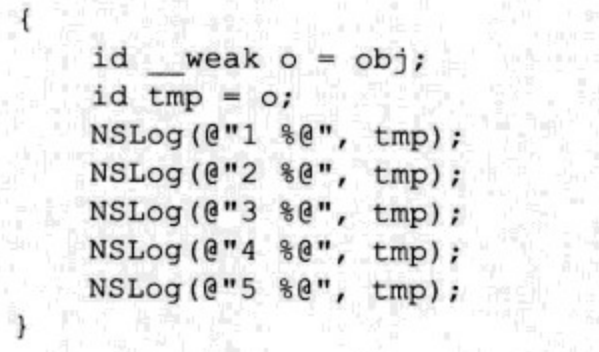 {
    id __weak o = obj;
    id tmp = o;
    NSLog(@"1 %@", tmp);
    NSLog(@"2 %@", tmp);
    NSLog(@"3 %@", tmp);
    NSLog(@"4 %@", tmp);
    NSLog(@"5 %@", tmp);
}